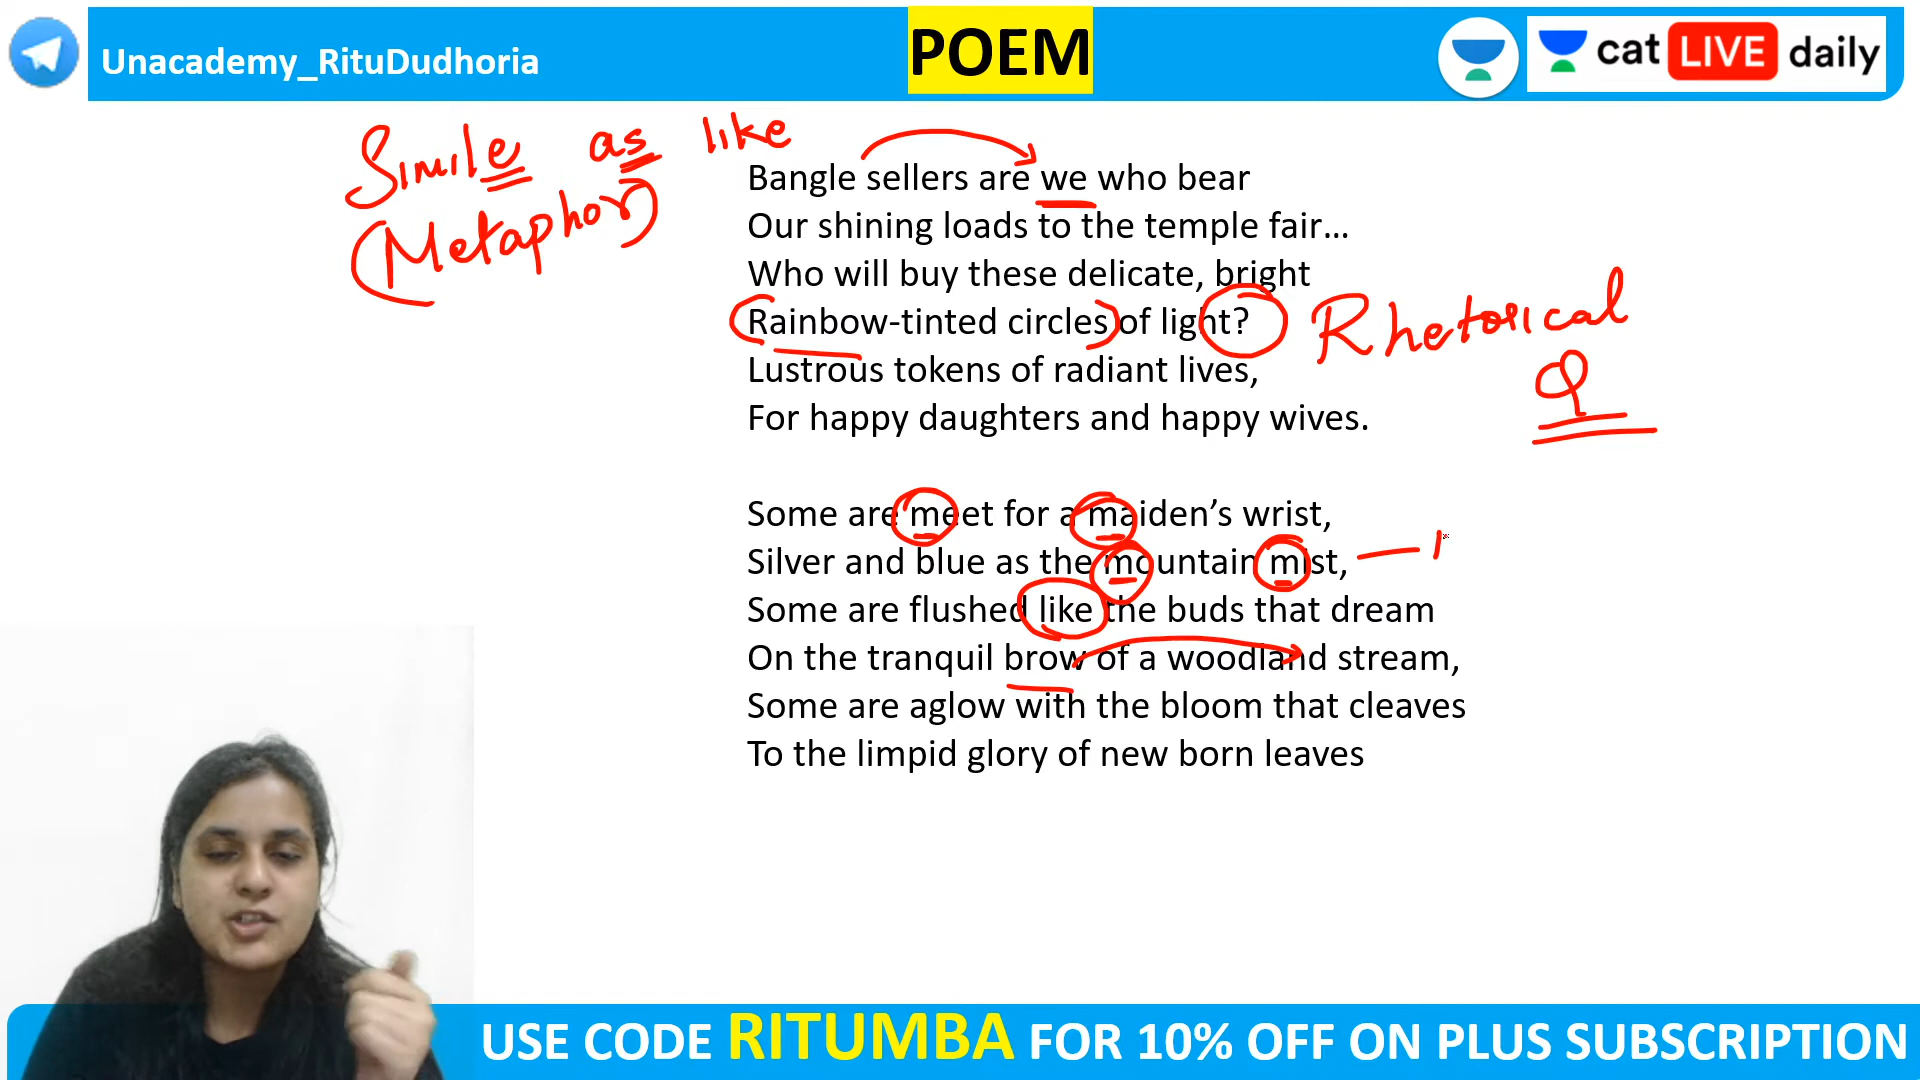 Unacademy_RituDudhoria
POEM
cat LIVE daily
Simile as like
(Metaphor)
Bangle sellers are we who bear
Our shining loads to the temple fair...
Who will buy these delicate, bright
(Rainbow-tinted circles) of light?
Rhetorical
Q
Lustrous tokens of radiant lives,
For happy daughters and happy wives.
Some are meet for a maiden’s wrist,
Silver and blue as the mountain mist,
Some are flushed like the buds that dream
On the tranquil brow of a woodland stream,
Some are aglow with the bloom that cleaves
To the limpid glory of new born leaves
USE CODE RITUMBA FOR 10% OFF ON PLUS SUBSCRIPTION